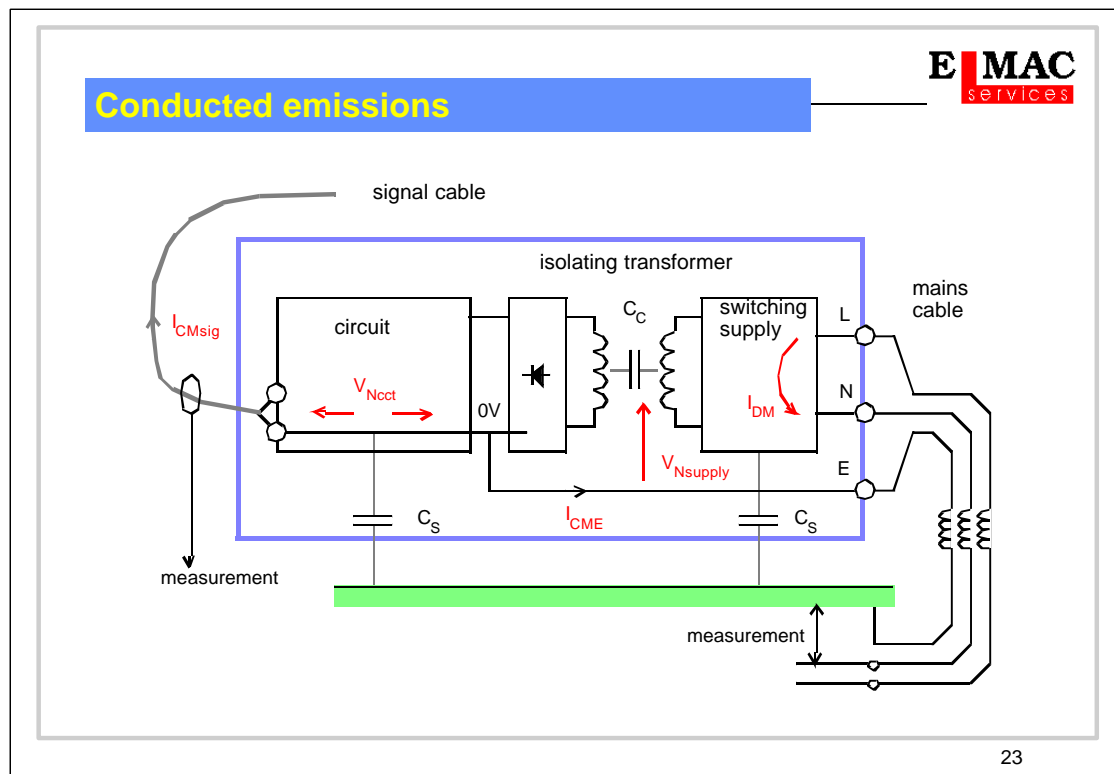 E MAC
services
Conducted emissions
signal cable
isolating transformer
mains
cable
C_C
switching
supply
L
I_CMsig
circuit
V_Ncct
0V
I_DM
N
V_Nsupply
E
I_CME
C_S
C_S
measurement
measurement
23